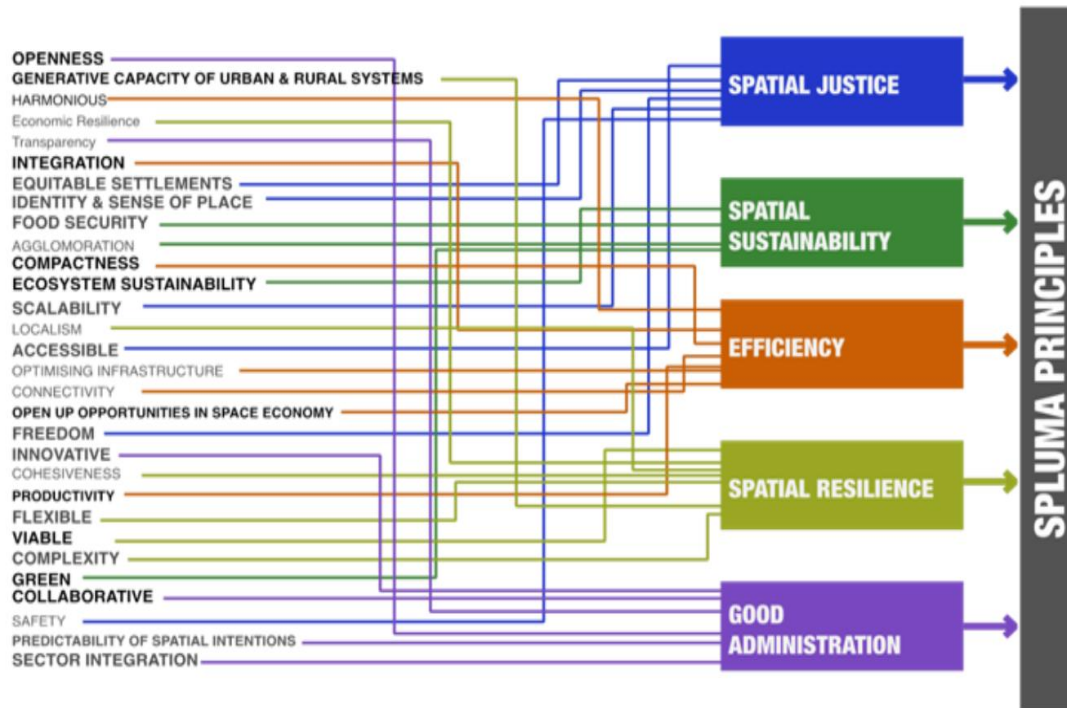 OPENNESS
GENERATIVE CAPACITY OF URBAN & RURAL SYSTEMS
HARMONIOUS
Economic Resilience
Transparency
INTEGRATION
EQUITABLE SETTLEMENTS
IDENTITY & SENSE OF PLACE
FOOD SECURITY
AGGLOMORATION
COMPACTNESS
ECOSYSTEM SUSTAINABILITY
SCALABILITY
LOCALISM
ACCESSIBLE
OPTIMISING INFRASTRUCTURE
CONNECTIVITY
OPEN UP OPPORTUNITIES IN SPACE ECONOMY
FREEDOM
INNOVATIVE
COHESIVENESS
PRODUCTIVITY
FLEXIBLE
VIABLE
COMPLEXITY
GREEN
COLLABORATIVE
SAFETY
PREDICTABILITY OF SPATIAL INTENTIONS
SECTOR INTEGRATION
SPATIAL JUSTICE
SPATIAL
SUSTAINABILITY
EFFICIENCY
SPATIAL RESILIENCE
GOOD
ADMINISTRATION
SPLUMA PRINCIPLES